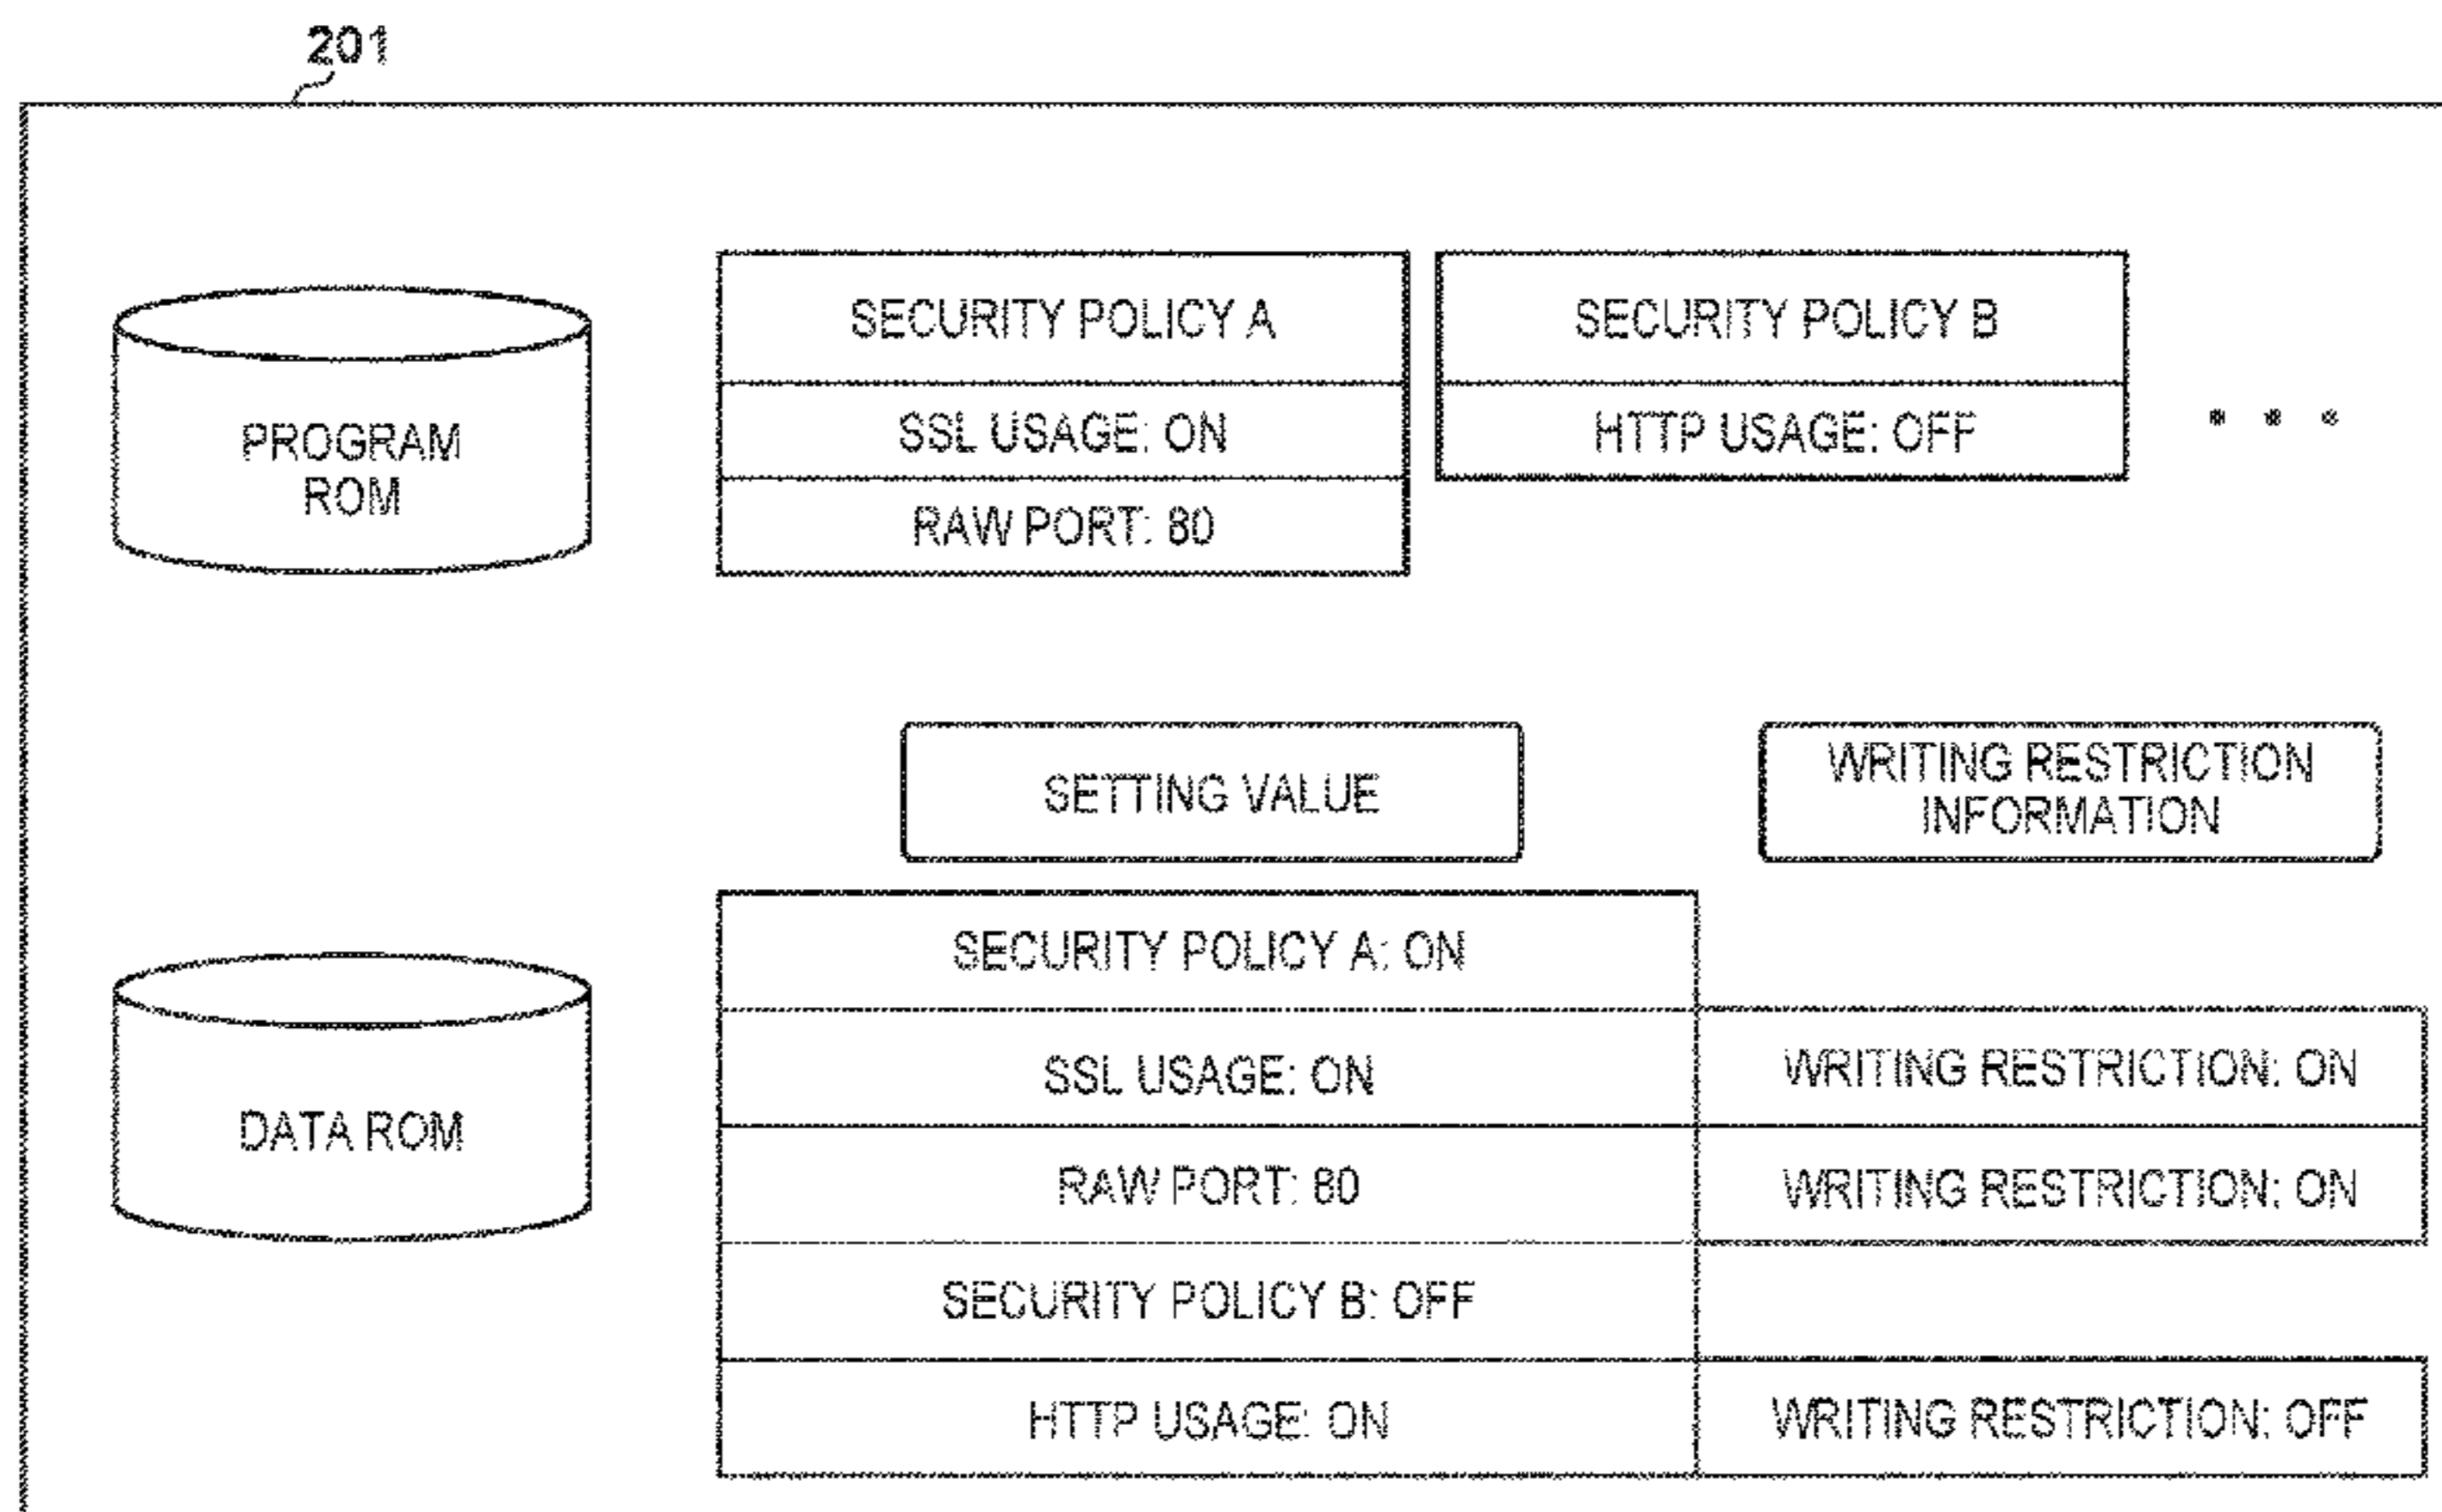 201
SECURITY POLICY A
SECURITY POLICY B
PROGRAM
ROM
SSL USAGE: ON
HTTP USAGE: OFF
RAW PORT: 80
SETTING VALUE
WRITING RESTRICTION
INFORMATION
DATA ROM
SECURITY POLICY A: ON
SSL USAGE: ON
WRITING RESTRICTION: ON
RAW PORT: 80
WRITING RESTRICTION: ON
SECURITY POLICY B: OFF
HTTP USAGE: ON
WRITING RESTRICTION: OFF